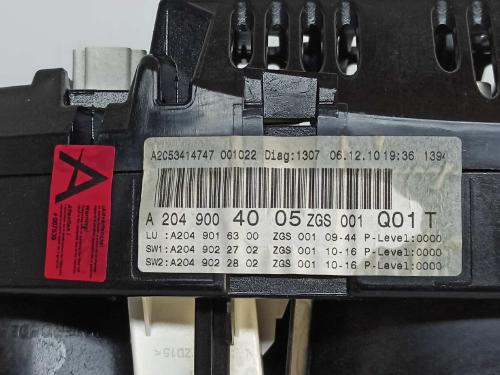 A2C53414747 001022 Diag:1307 06.12.10 19:36 1394
A 204 900 40 05 ZGS 001 Q01T
LU : A204 901 63 00 ZGS 001 09-44 P-Level:0000
SW1: A204 902 27 02 ZGS 001 10-16 P-Level:0000
SW2: A204 902 28 02 ZGS 001 10-16 P-Level:0000
A
ZD15<